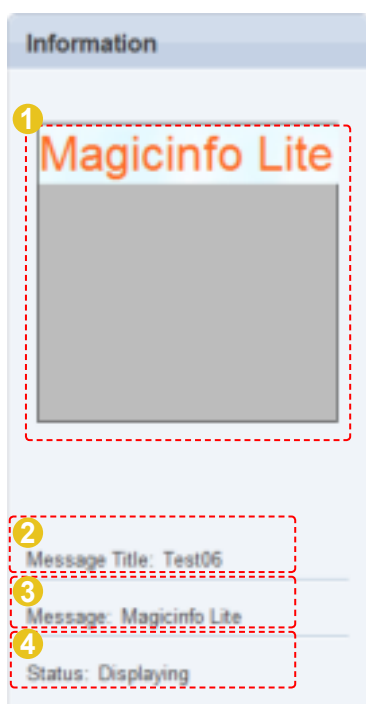 Information
1
Magicinfo Lite
2
Message Title: Test06
3
Message: Magicinfo Lite
4
Status: Displaying